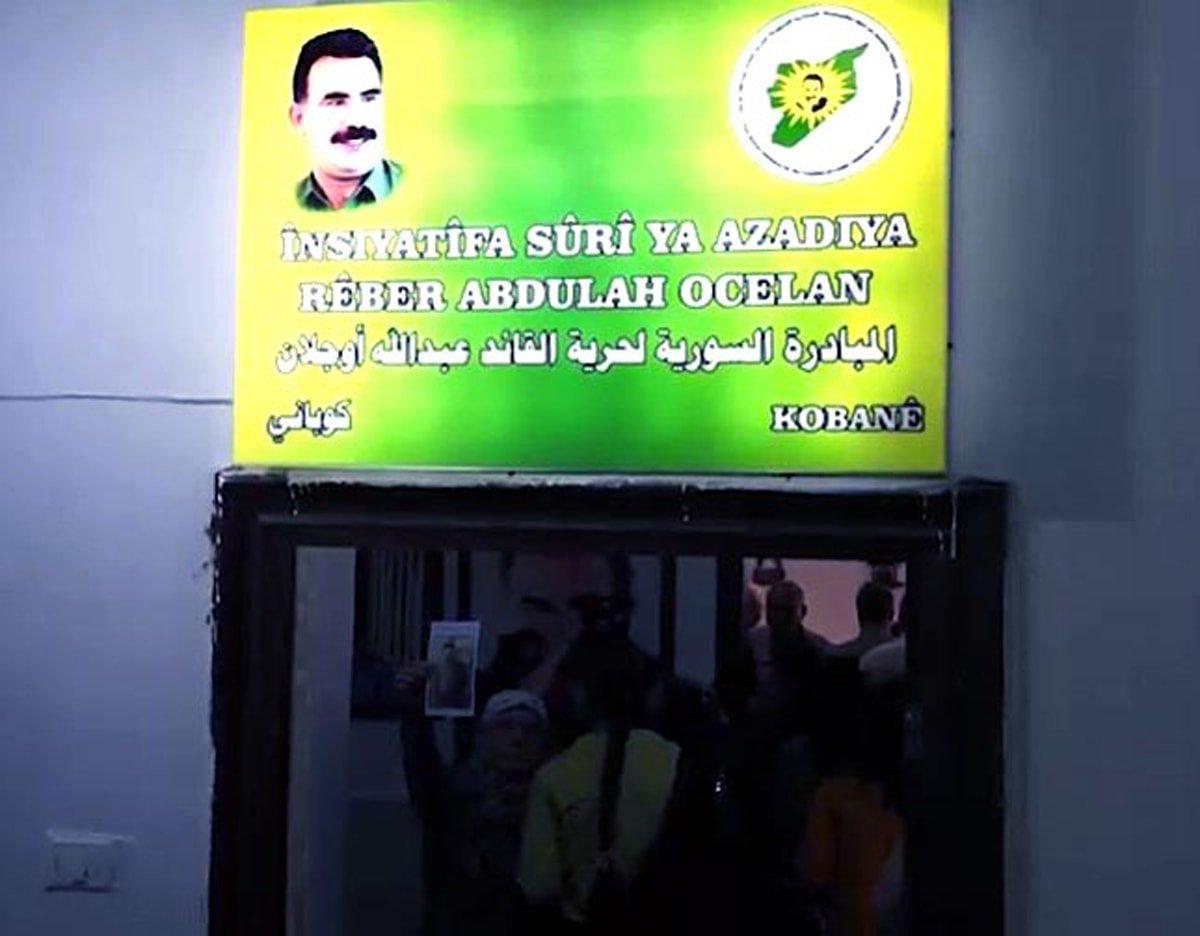 ÎNSIYATÎFA SÛRÎ YA AZADIYA
RÊBER ABDULAH OCELAN
المبادرة السورية لحرية القائد عبدالله أوجلان
كوباني
KOBANÊ